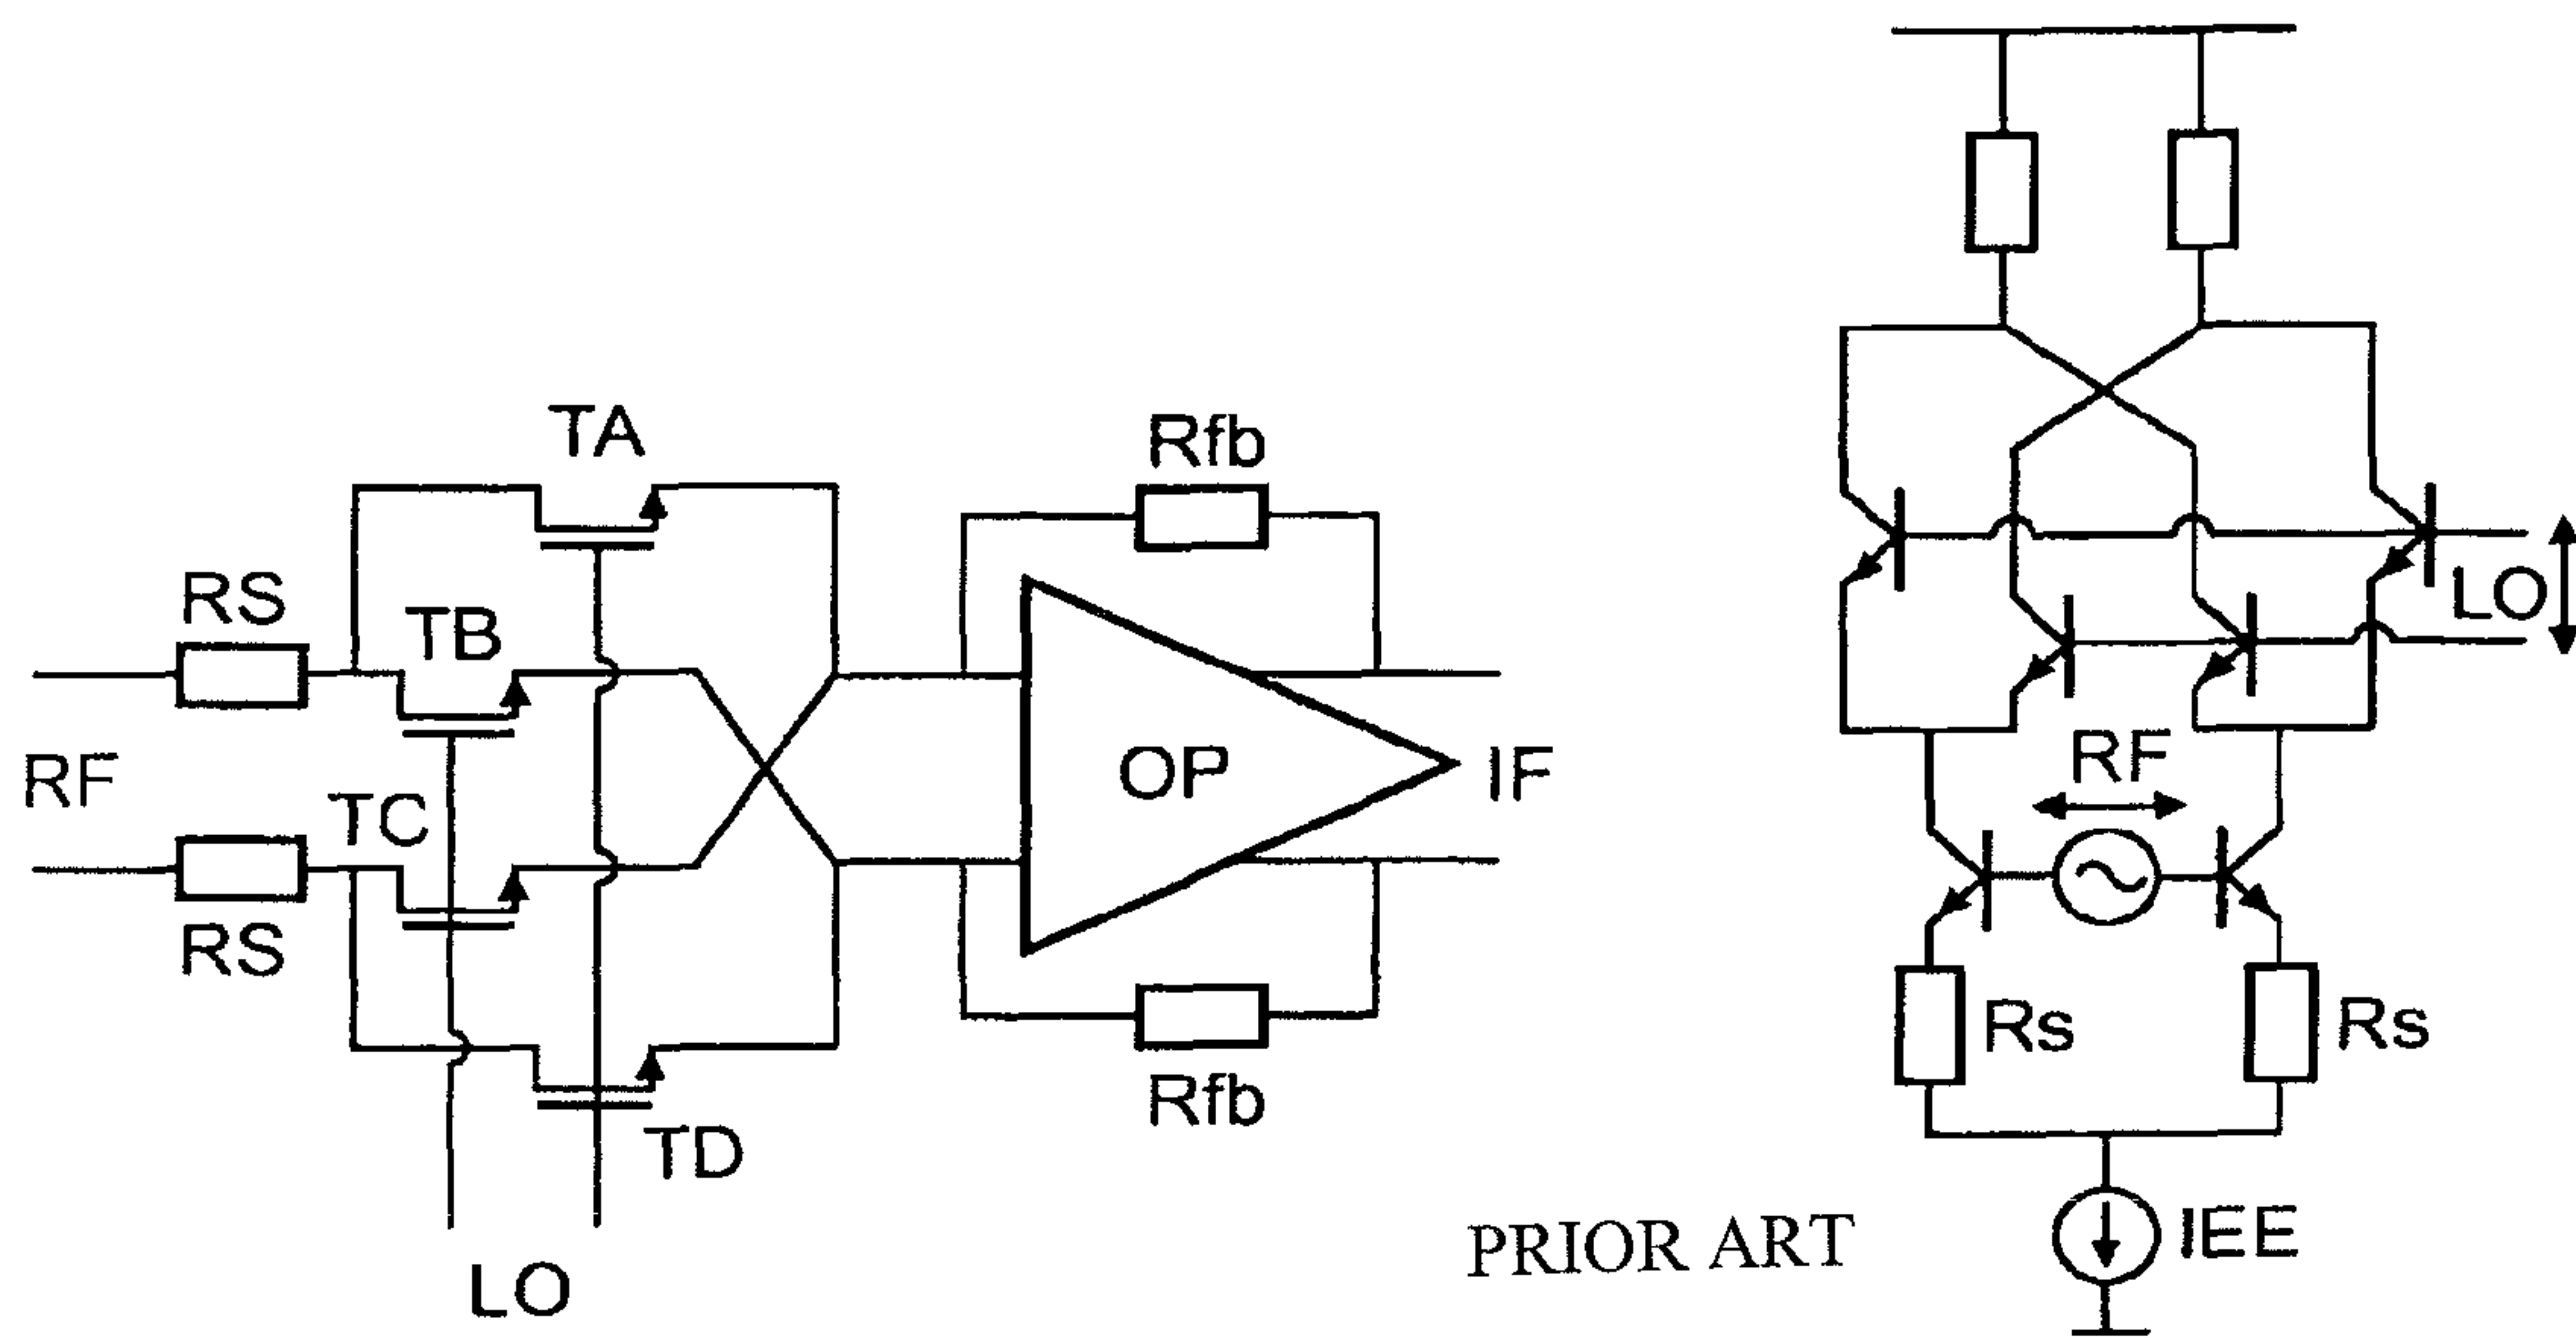 TA
Rfb
RS
TB
LO
RF
TC
RF
OP
IF
RS
Rs
Rs
Rfb
TD
PRIOR ART
IEE
LO